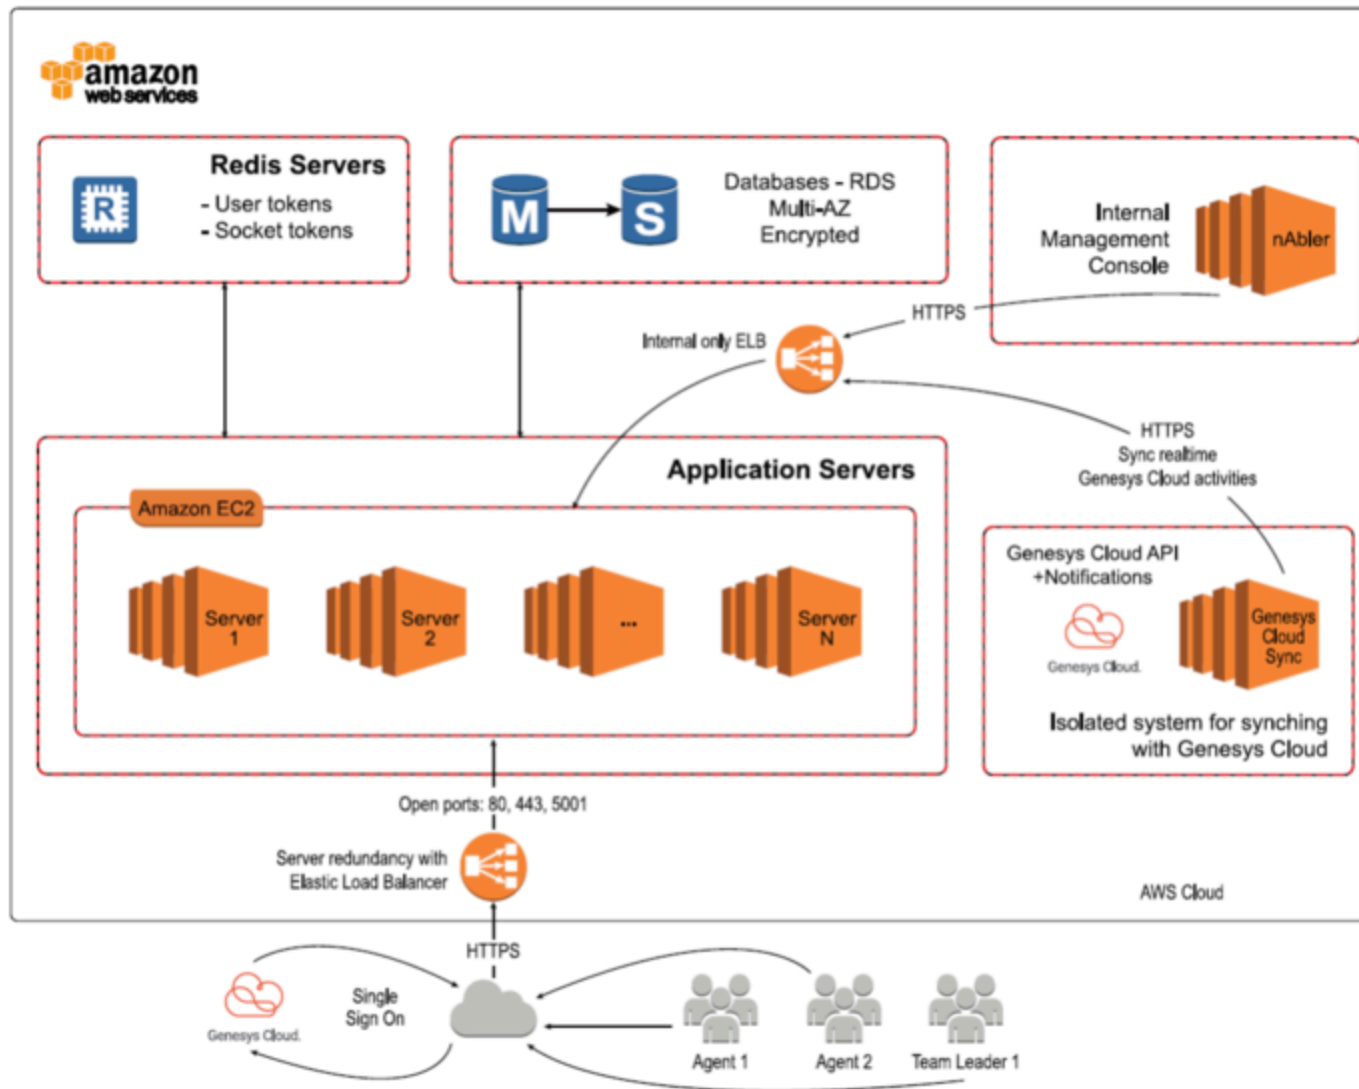 amazon
web services
Redis Servers
- User tokens
- Socket tokens
R
M
S
Databases - RDS
Multi-AZ
Encrypted
Internal
Management
Console
nAbler
HTTPS
Internal only ELB
HTTPS
Sync realtime
Genesys Cloud activities
Application Servers
Amazon EC2
Server
1
Server
2
...
Server
N
Genesys Cloud API
+Notifications
Genesys Cloud.
Genesys
Cloud
Sync
Isolated system for synching
with Genesys Cloud
Open ports: 80, 443, 5001
Server redundancy with
Elastic Load Balancer
AWS Cloud
HTTPS
Single
Sign On
Genesys Cloud.
Agent 1
Agent 2
Team Leader 1